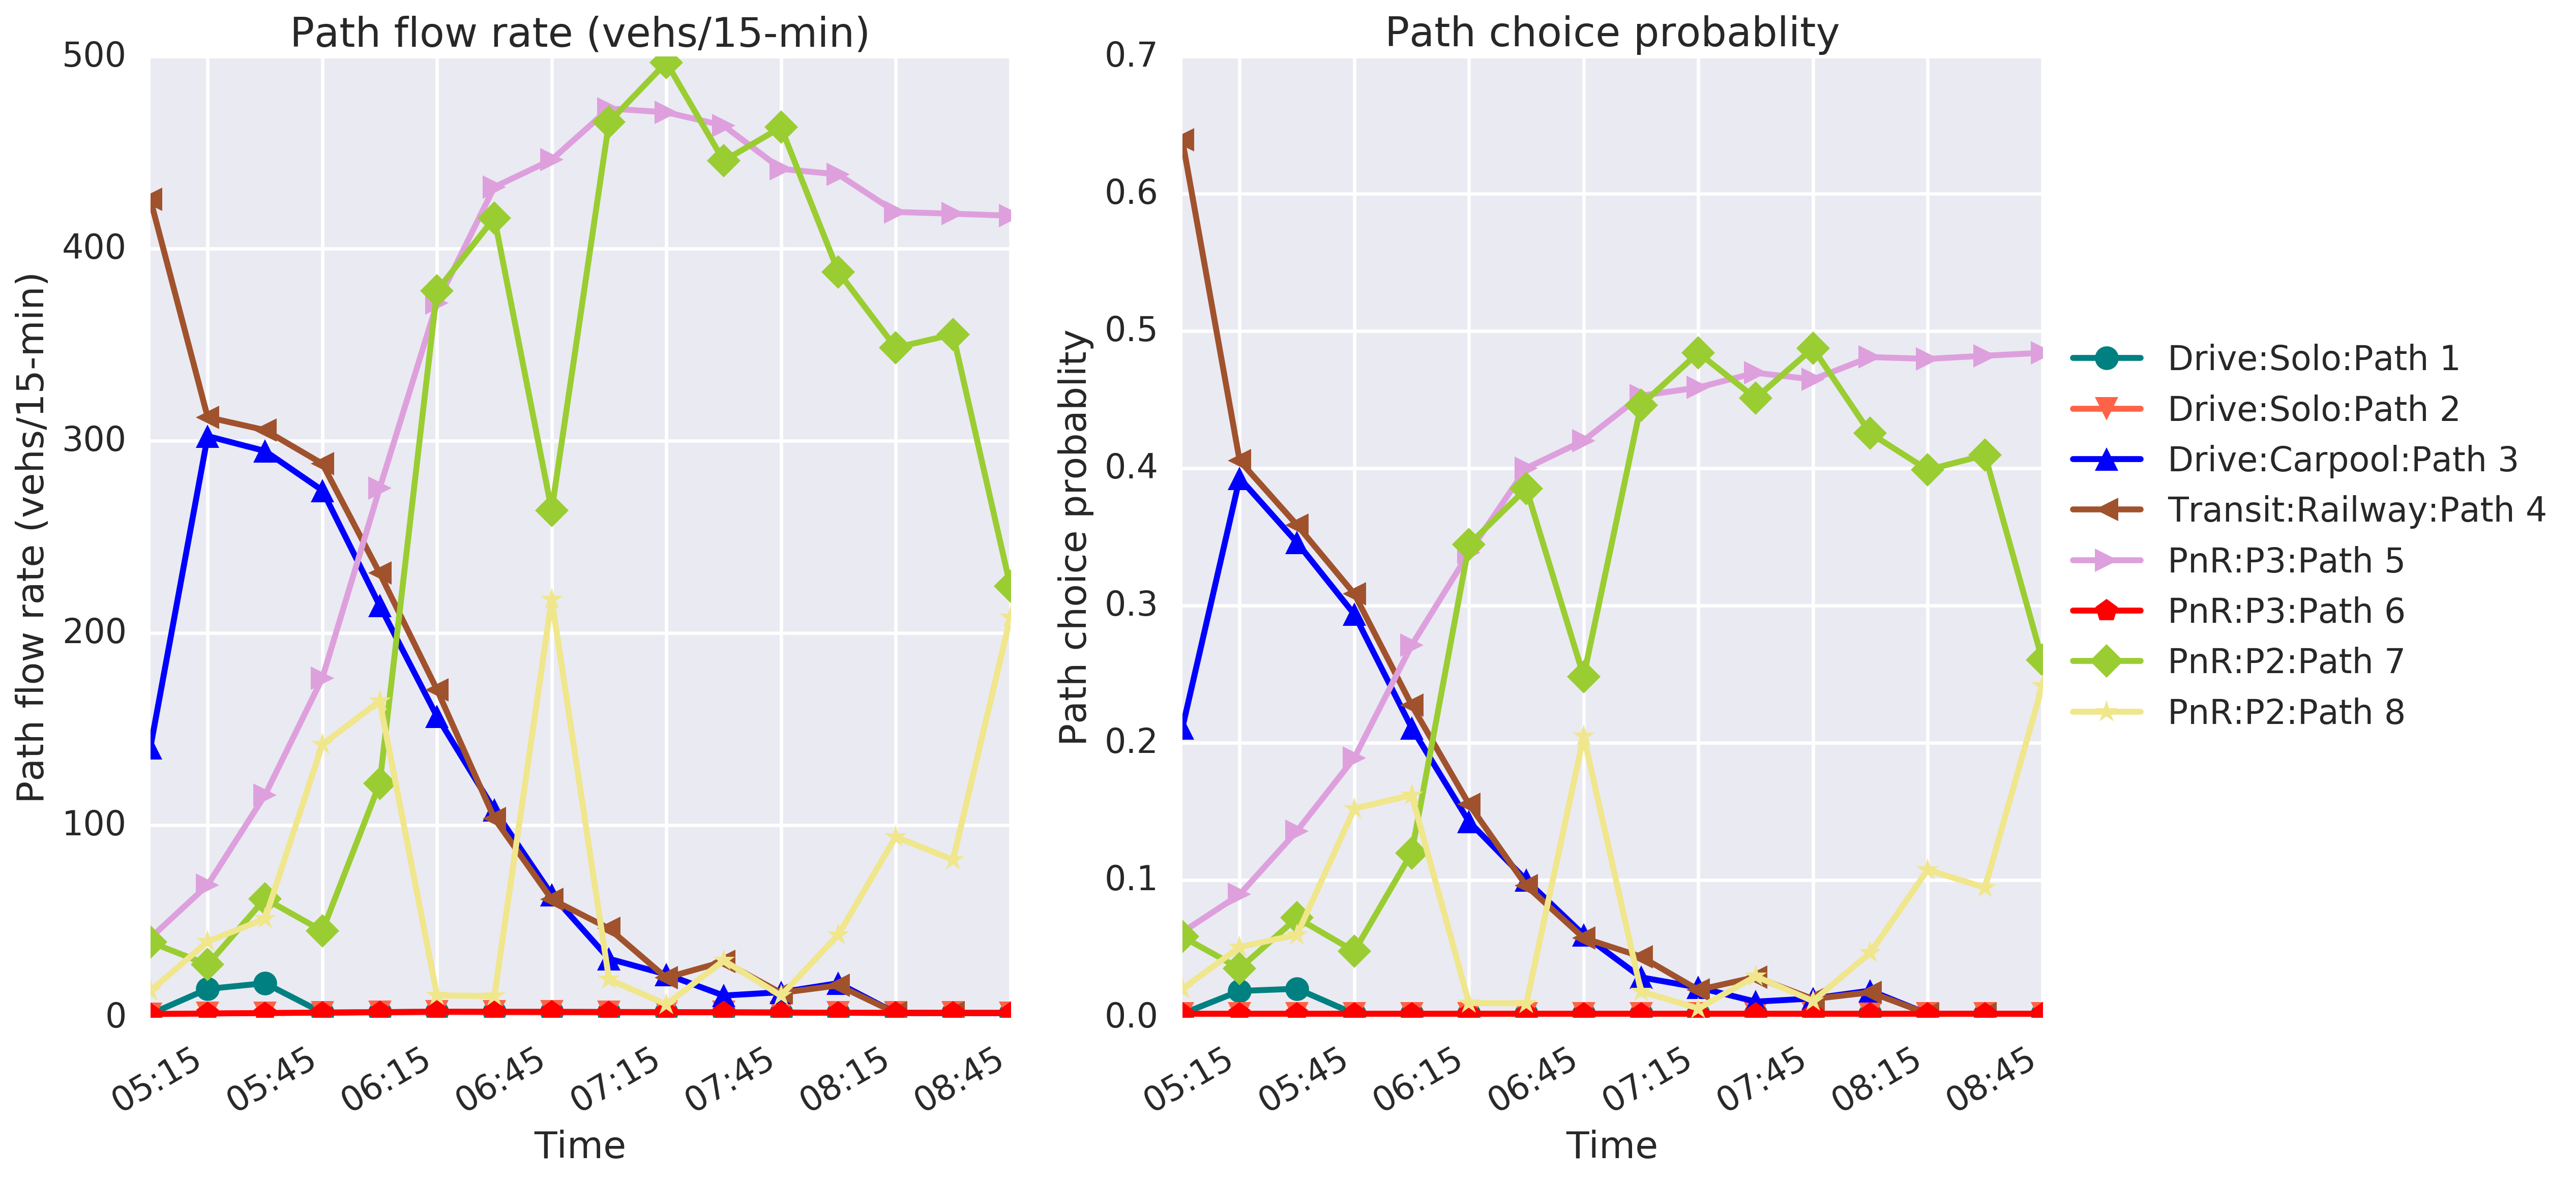 Path flow rate (vehs/15-min)
Path flow rate (vehs/15-min)
500
400
300
200
100
0
05:15
05:45
06:15
06:45
07:15
07:45
08:15
08:45
Time
Path choice probablity
Path choice probablity
0.7
0.6
0.5
0.4
0.3
0.2
0.1
0.0
05:15
05:45
06:15
06:45
07:15
07:45
08:15
08:45
Time
Drive:Solo:Path 1
Drive:Solo:Path 2
Drive:Carpool:Path 3
Transit:Railway:Path 4
PnR:P3:Path 5
PnR:P3:Path 6
PnR:P2:Path 7
PnR:P2:Path 8